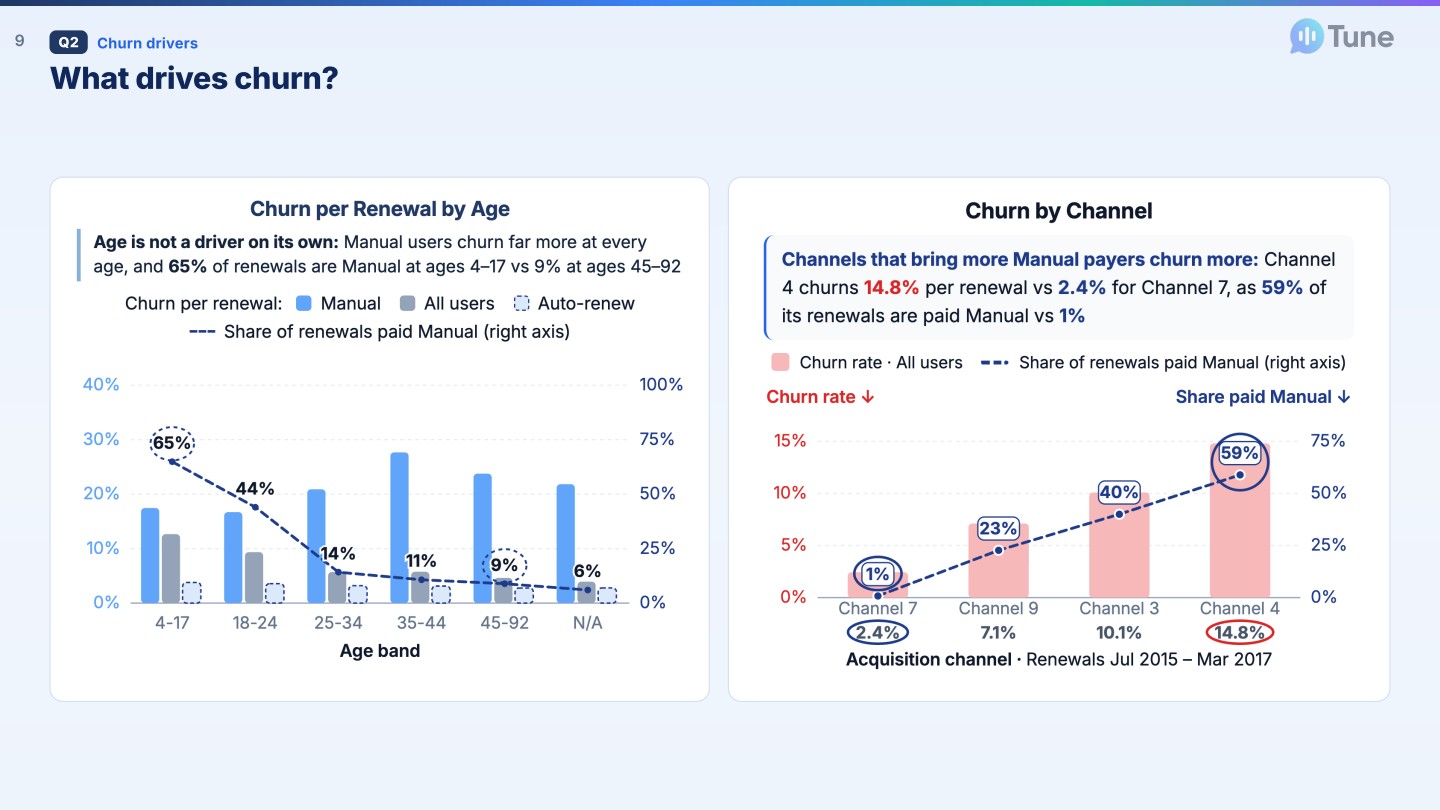 9
Q2 Churn drivers
Tune
What drives churn?
Churn per Renewal by Age
Age is not a driver on its own: Manual users churn far more at every
age, and 65% of renewals are Manual at ages 4–17 vs 9% at ages 45–92
Churn per renewal: Manual All users Auto-renew
Share of renewals paid Manual (right axis)
40% 100%
30% 75%
20% 50%
10% 25%
0% 0%
65%
44%
14%
11%
9%
6%
4-17 18-24 25-34 35-44 45-92 N/A
Age band
Churn by Channel
Channels that bring more Manual payers churn more: Channel
4 churns 14.8% per renewal vs 2.4% for Channel 7, as 59% of
its renewals are paid Manual vs 1%
Churn rate · All users Share of renewals paid Manual (right axis)
Churn rate ↓ Share paid Manual ↓
15% 75%
10% 50%
5% 25%
0% 0%
1%
23%
40%
59%
Channel 7 Channel 9 Channel 3 Channel 4
2.4% 7.1% 10.1% 14.8%
Acquisition channel · Renewals Jul 2015 – Mar 2017